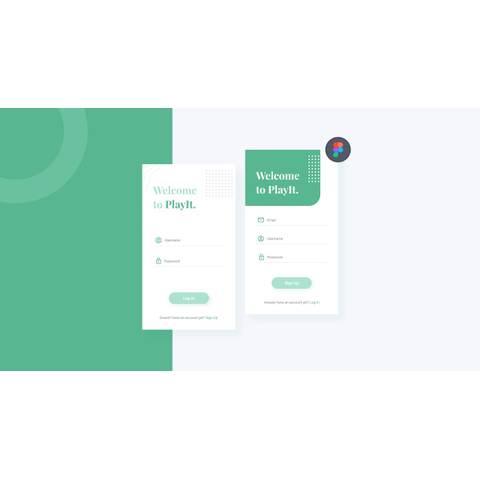 Welcome
to PlayIt.
Username
Password
Log In
Doesn't have an account yet? Sign Up
Welcome
to PlayIt.
Email
Username
Password
Sign Up
Already have an account yet? Log In